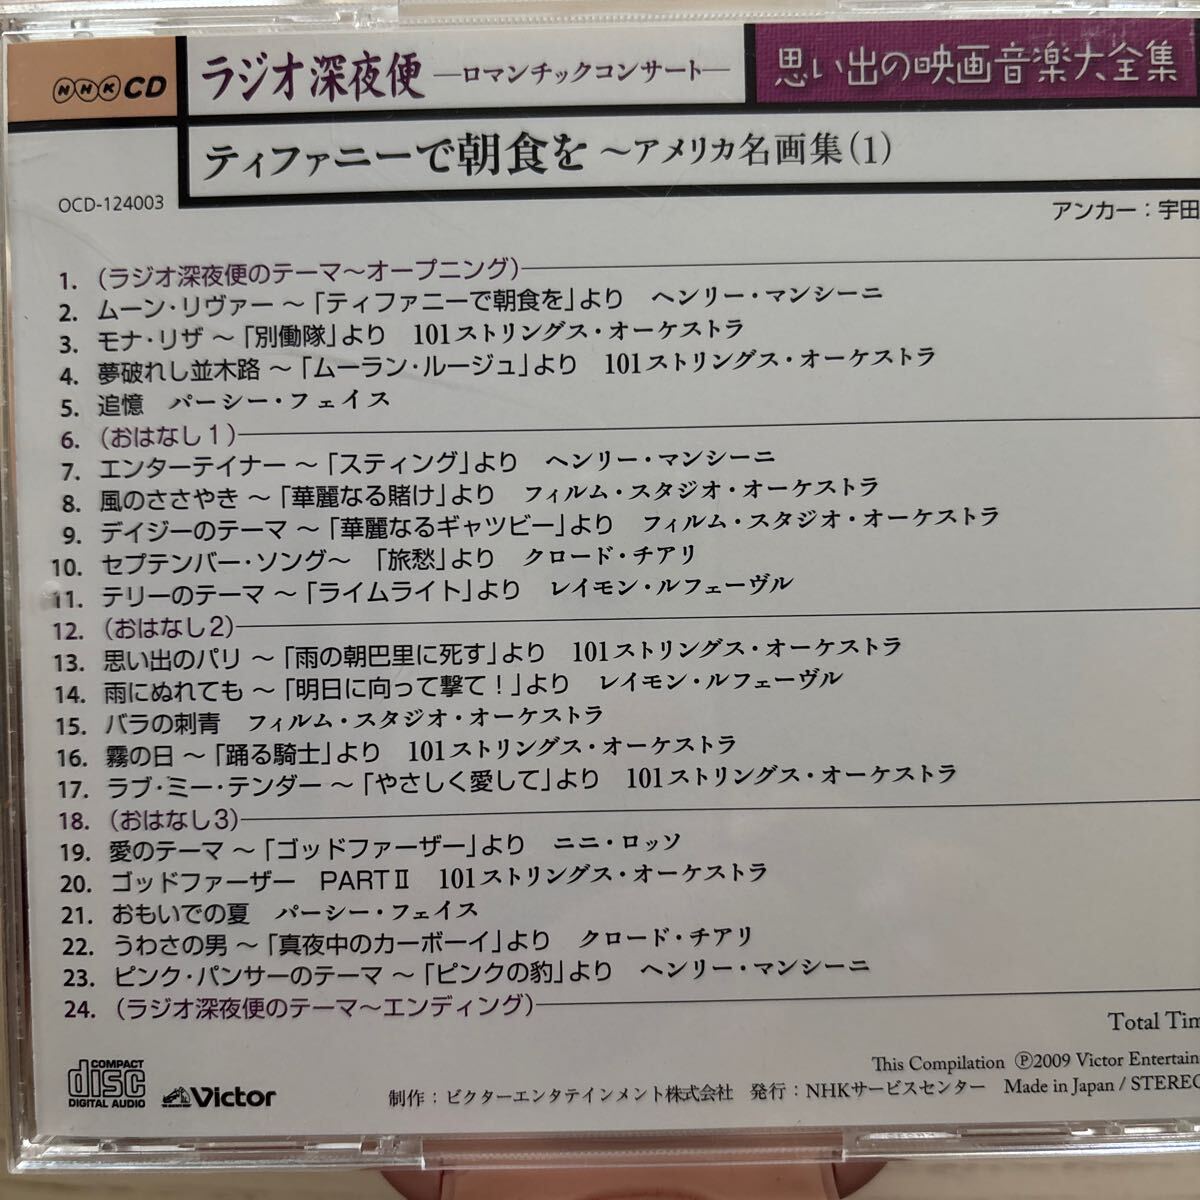 NHK CD
ラジオ深夜便 ―ロマンチックコンサート―
思い出の映画音楽大全集
ティファニーで朝食を ～アメリカ名画集(1)
OCD-124003
アンカー：宇田
1. (ラジオ深夜便のテーマ～オープニング)
2. ムーン・リヴァー ～「ティファニーで朝食を」より ヘンリー・マンシーニ
3. モナ・リザ ～「別働隊」より 101ストリングス・オーケストラ
4. 夢破れし並木路 ～「ムーラン・ルージュ」より 101ストリングス・オーケストラ
5. 追憶 パーシー・フェイス
6. (おはなし1)
7. エンターテイナー ～「スティング」より ヘンリー・マンシーニ
8. 風のささやき ～「華麗なる賭け」より フィルム・スタジオ・オーケストラ
9. デイジーのテーマ ～「華麗なるギャツビー」より フィルム・スタジオ・オーケストラ
10. セプテンバー・ソング～ 「旅愁」より クロード・チアリ
11. テリーのテーマ ～「ライムライト」より レイモン・ルフェーヴル
12. (おはなし2)
13. 思い出のパリ ～「雨の朝巴里に死す」より 101ストリングス・オーケストラ
14. 雨にぬれても ～「明日に向って撃て！」より レイモン・ルフェーヴル
15. バラの刺青 フィルム・スタジオ・オーケストラ
16. 霧の日 ～「踊る騎士」より 101ストリングス・オーケストラ
17. ラブ・ミー・テンダー ～「やさしく愛して」より 101ストリングス・オーケストラ
18. (おはなし3)
19. 愛のテーマ ～「ゴッドファーザー」より ニニ・ロッソ
20. ゴッドファーザー PARTⅡ 101ストリングス・オーケストラ
21. おもいでの夏 パーシー・フェイス
22. うわさの男 ～「真夜中のカーボーイ」より クロード・チアリ
23. ピンク・パンサーのテーマ ～「ピンクの豹」より ヘンリー・マンシーニ
24. (ラジオ深夜便のテーマ～エンディング)
Total Tim
This Compilation ℗2009 Victor Entertain
COMPACT disc DIGITAL AUDIO
Victor
制作：ビクターエンタテインメント株式会社 発行：NHKサービスセンター Made in Japan / STEREO